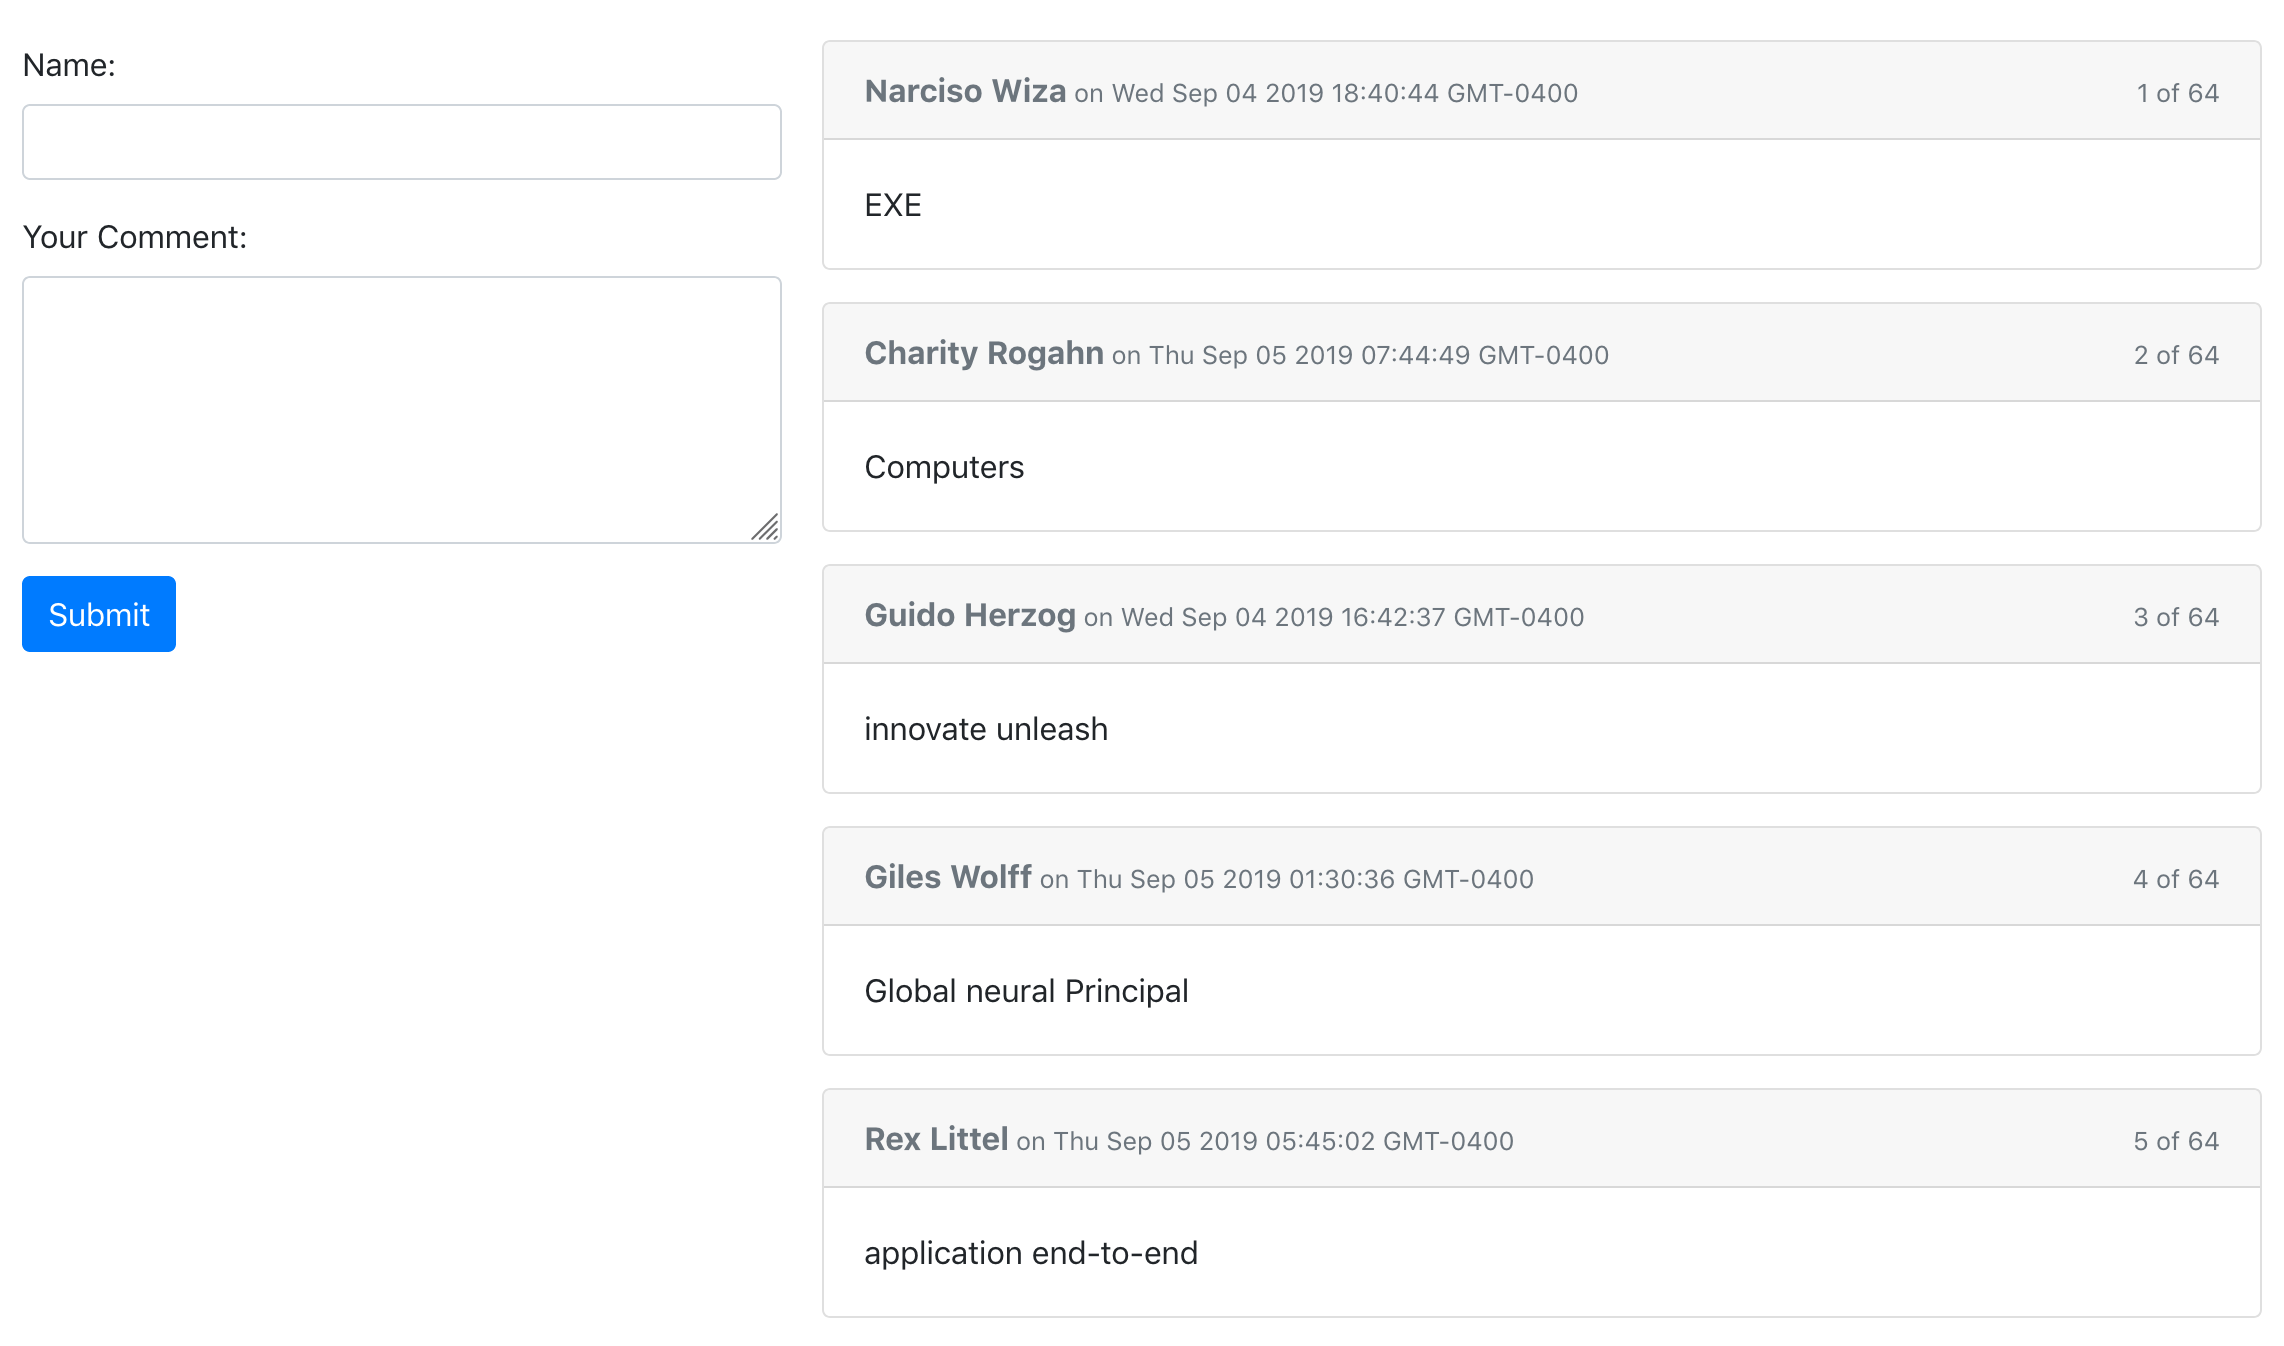 Name:
Your Comment:
Submit
Narciso Wiza on Wed Sep 04 2019 18:40:44 GMT-0400 1 of 64
EXE
Charity Rogahn on Thu Sep 05 2019 07:44:49 GMT-0400 2 of 64
Computers
Guido Herzog on Wed Sep 04 2019 16:42:37 GMT-0400 3 of 64
innovate unleash
Giles Wolff on Thu Sep 05 2019 01:30:36 GMT-0400 4 of 64
Global neural Principal
Rex Littel on Thu Sep 05 2019 05:45:02 GMT-0400 5 of 64
application end-to-end